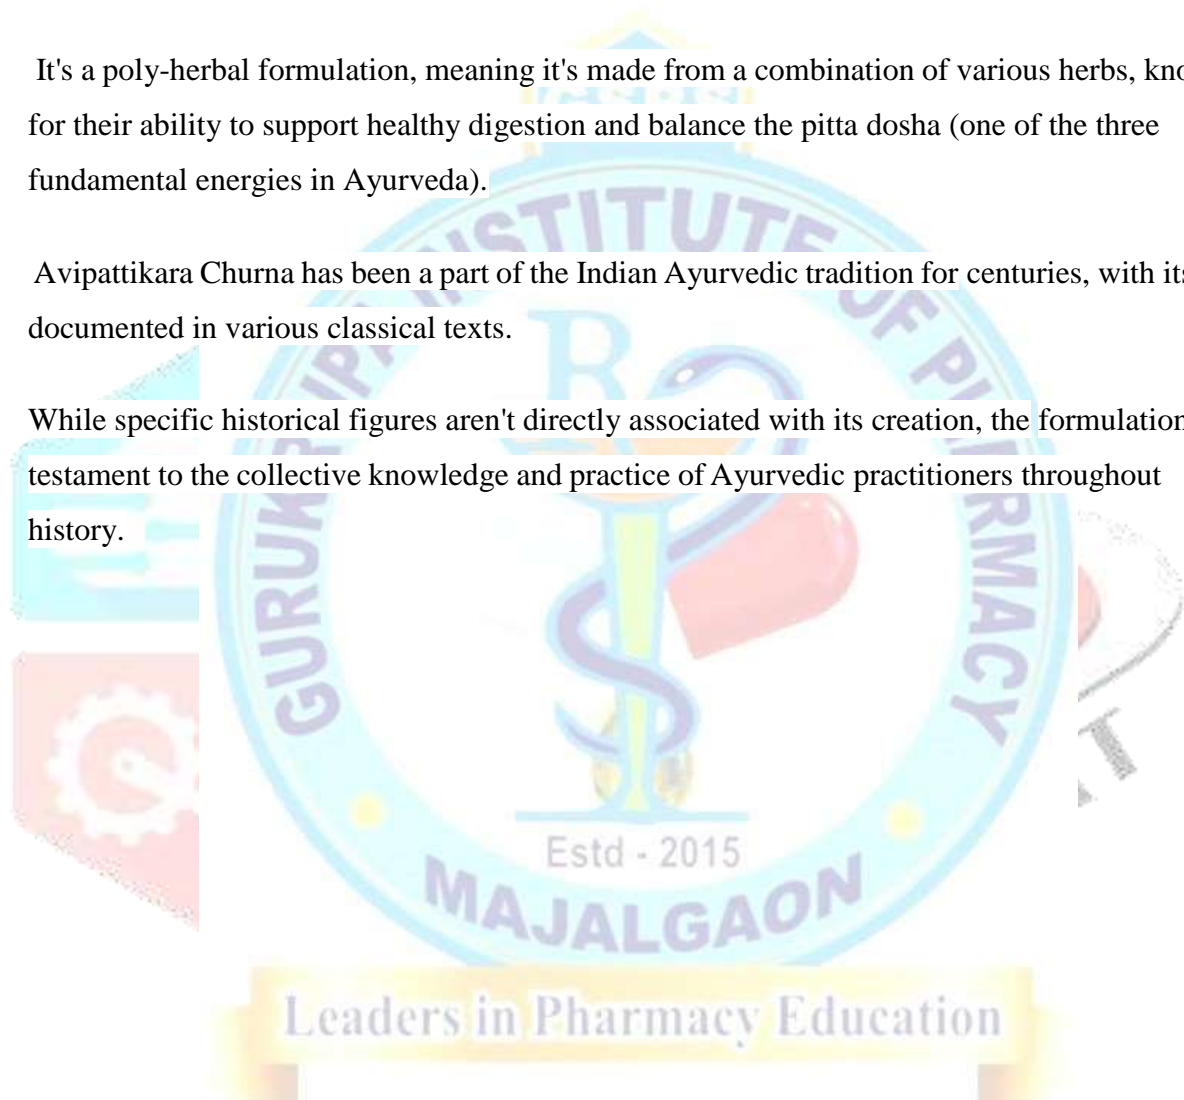 It's a poly-herbal formulation, meaning it's made from a combination of various herbs,
for their ability to support healthy digestion and balance the pitta dosha (one of the three
fundamental energies in Ayurveda).
Avipattikara Churna has been a part of the Indian Ayurvedic tradition for centuries, with its
documented in various classical texts.
While specific historical figures aren't directly associated with its creation, the formulation
testament to the collective knowledge and practice of Ayurvedic practitioners throughout
history.
INSTITUTE OF
Estd - 2015
MAJALGAON
Leaders in Pharmacy Education